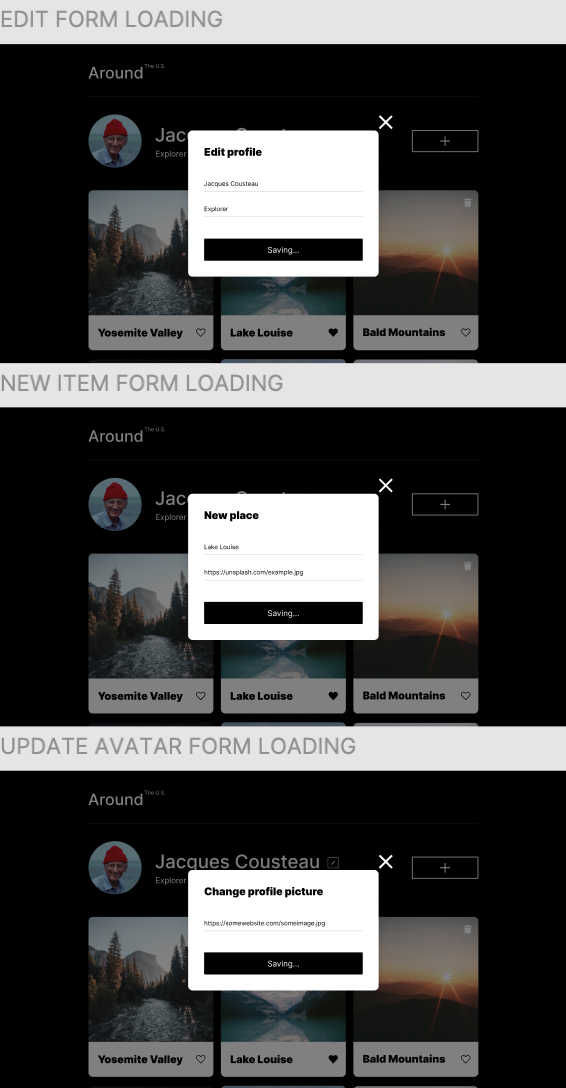 EDIT FORM LOADING
Around The U.S.
Jac
Explorer
Edit profile
Jacques Cousteau
Explorer
Saving...
Yosemite Valley
Lake Louise
Bald Mountains
NEW ITEM FORM LOADING
Around The U.S.
Jac
Explorer
New place
Lake Louise
https://unsplash.com/example.jpg
Saving...
Yosemite Valley
Lake Louise
Bald Mountains
UPDATE AVATAR FORM LOADING
Around The U.S.
Jacques Cousteau
Explorer
Change profile picture
https://somewebsite.com/someimage.jpg
Saving...
Yosemite Valley
Lake Louise
Bald Mountains